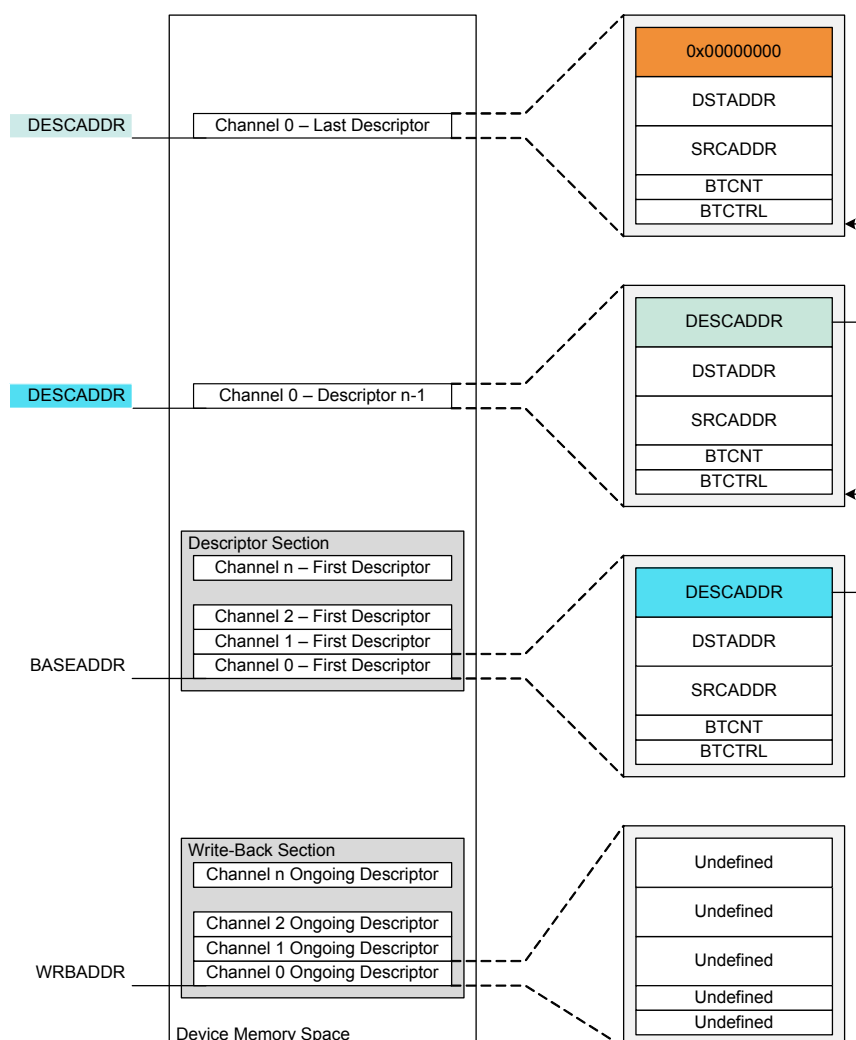 0x00000000
DESCADDR
Channel 0 – Last Descriptor
DSTADDR
SRCADDR
BTCNT
BTCTRL
DESCADDR
DESCADDR
Channel 0 – Descriptor n-1
DSTADDR
SRCADDR
BTCNT
BTCTRL
Descriptor Section
Channel n – First Descriptor
DESCADDR
Channel 2 – First Descriptor
Channel 1 – First Descriptor
DSTADDR
BASEADDR
Channel 0 – First Descriptor
SRCADDR
BTCNT
BTCTRL
Write-Back Section
Channel n Ongoing Descriptor
Undefined
Channel 2 Ongoing Descriptor
Undefined
Channel 1 Ongoing Descriptor
Undefined
WRBADDR
Channel 0 Ongoing Descriptor
Undefined
Undefined
Device Memory Space